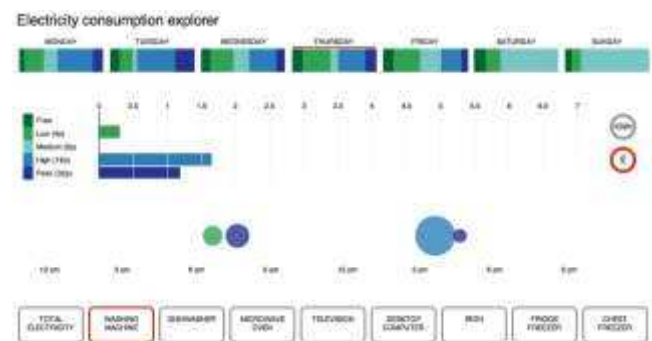 Electricity consumption explorer
MONDAY TUESDAY WEDNESDAY THURSDAY FRIDAY SATURDAY SUNDAY
0 0.5 1 1.5 2 2.5 3 3.5 4 4.5 5 5.5 6 6.5 7
Free
Low
Medium
High
Peak
£
12 am 3 am 6 am 9 am 12 pm 3 pm 6 pm 9 pm
TOTAL ELECTRICITY
WASHING MACHINE
DISHWASHER
MICROWAVE OVEN
TELEVISION
DESKTOP COMPUTER
IRON
FRIDGE FREEZER
CHEST FREEZER